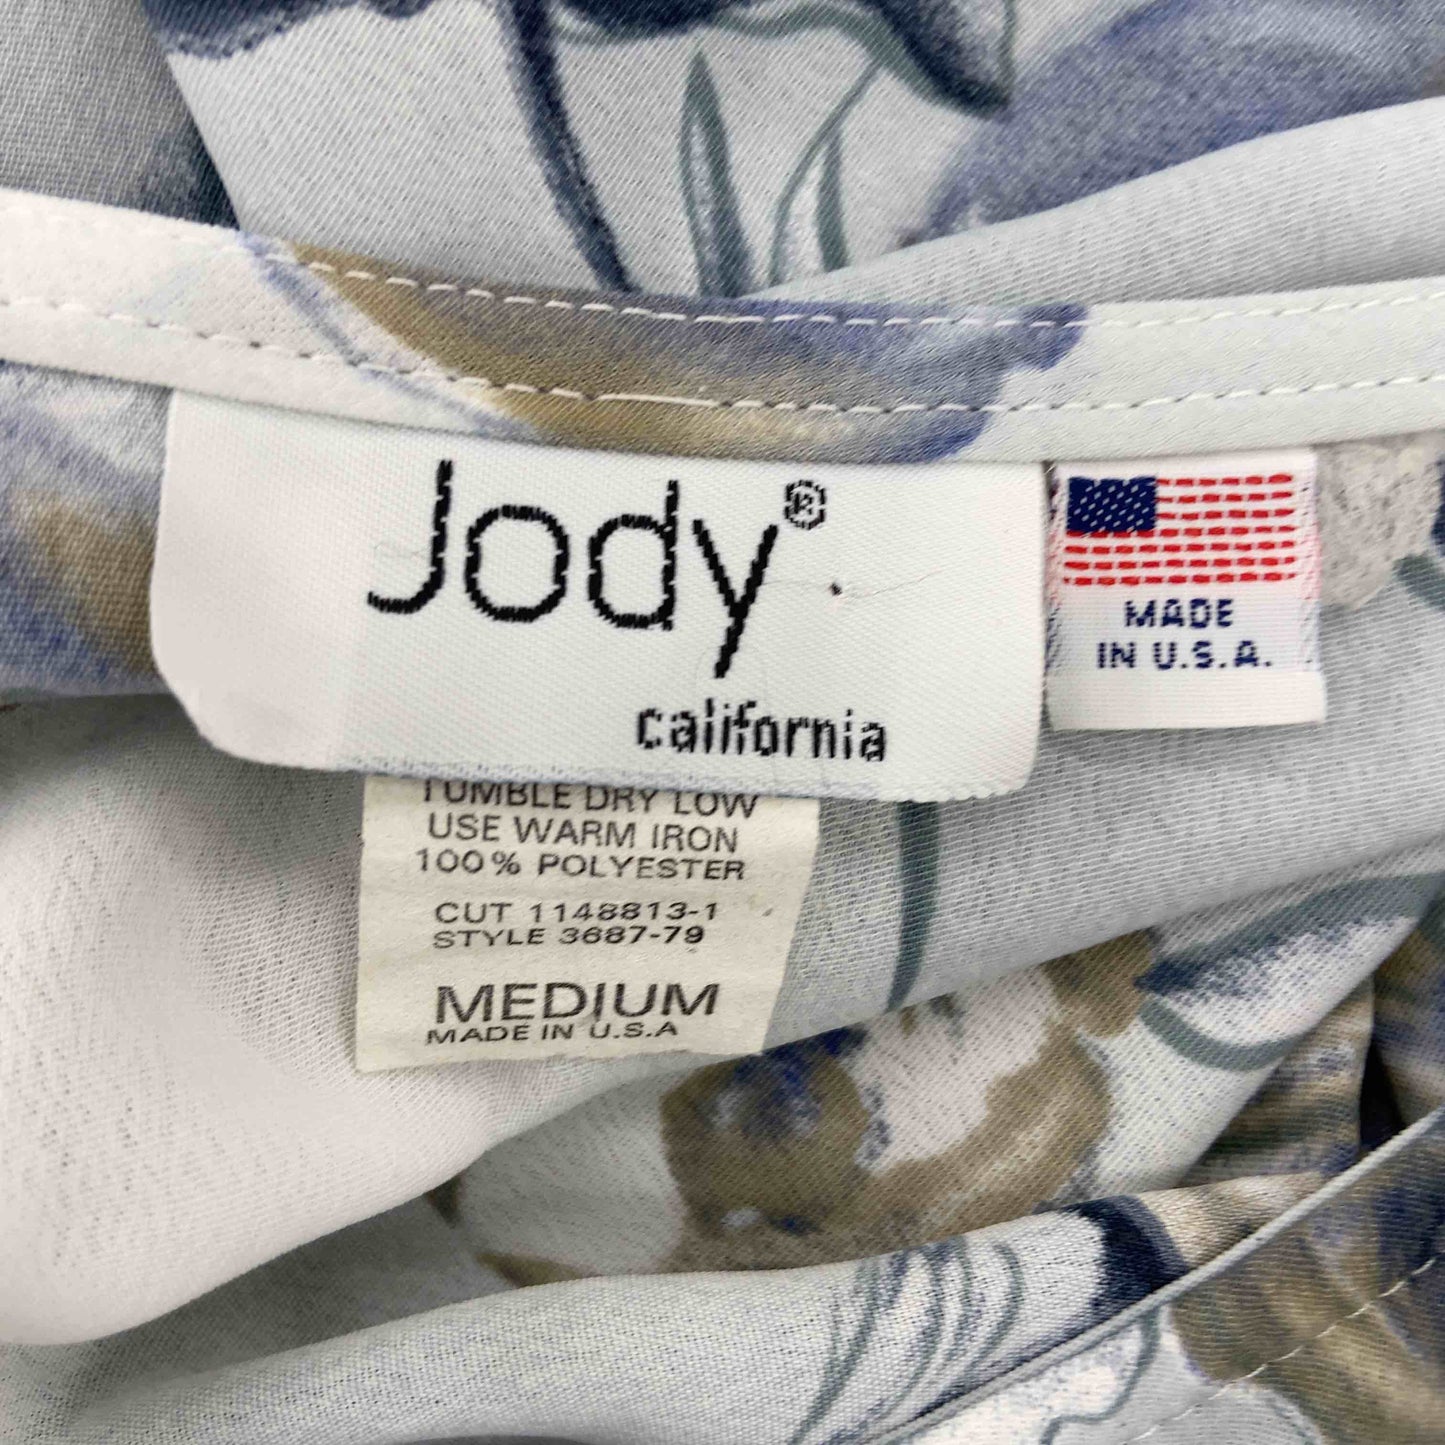 Jody®
california
MADE
IN U.S.A.
TUMBLE DRY LOW
USE WARM IRON
100% POLYESTER
CUT 1148813-1
STYLE 3687-79
MEDIUM
MADE IN U.S.A